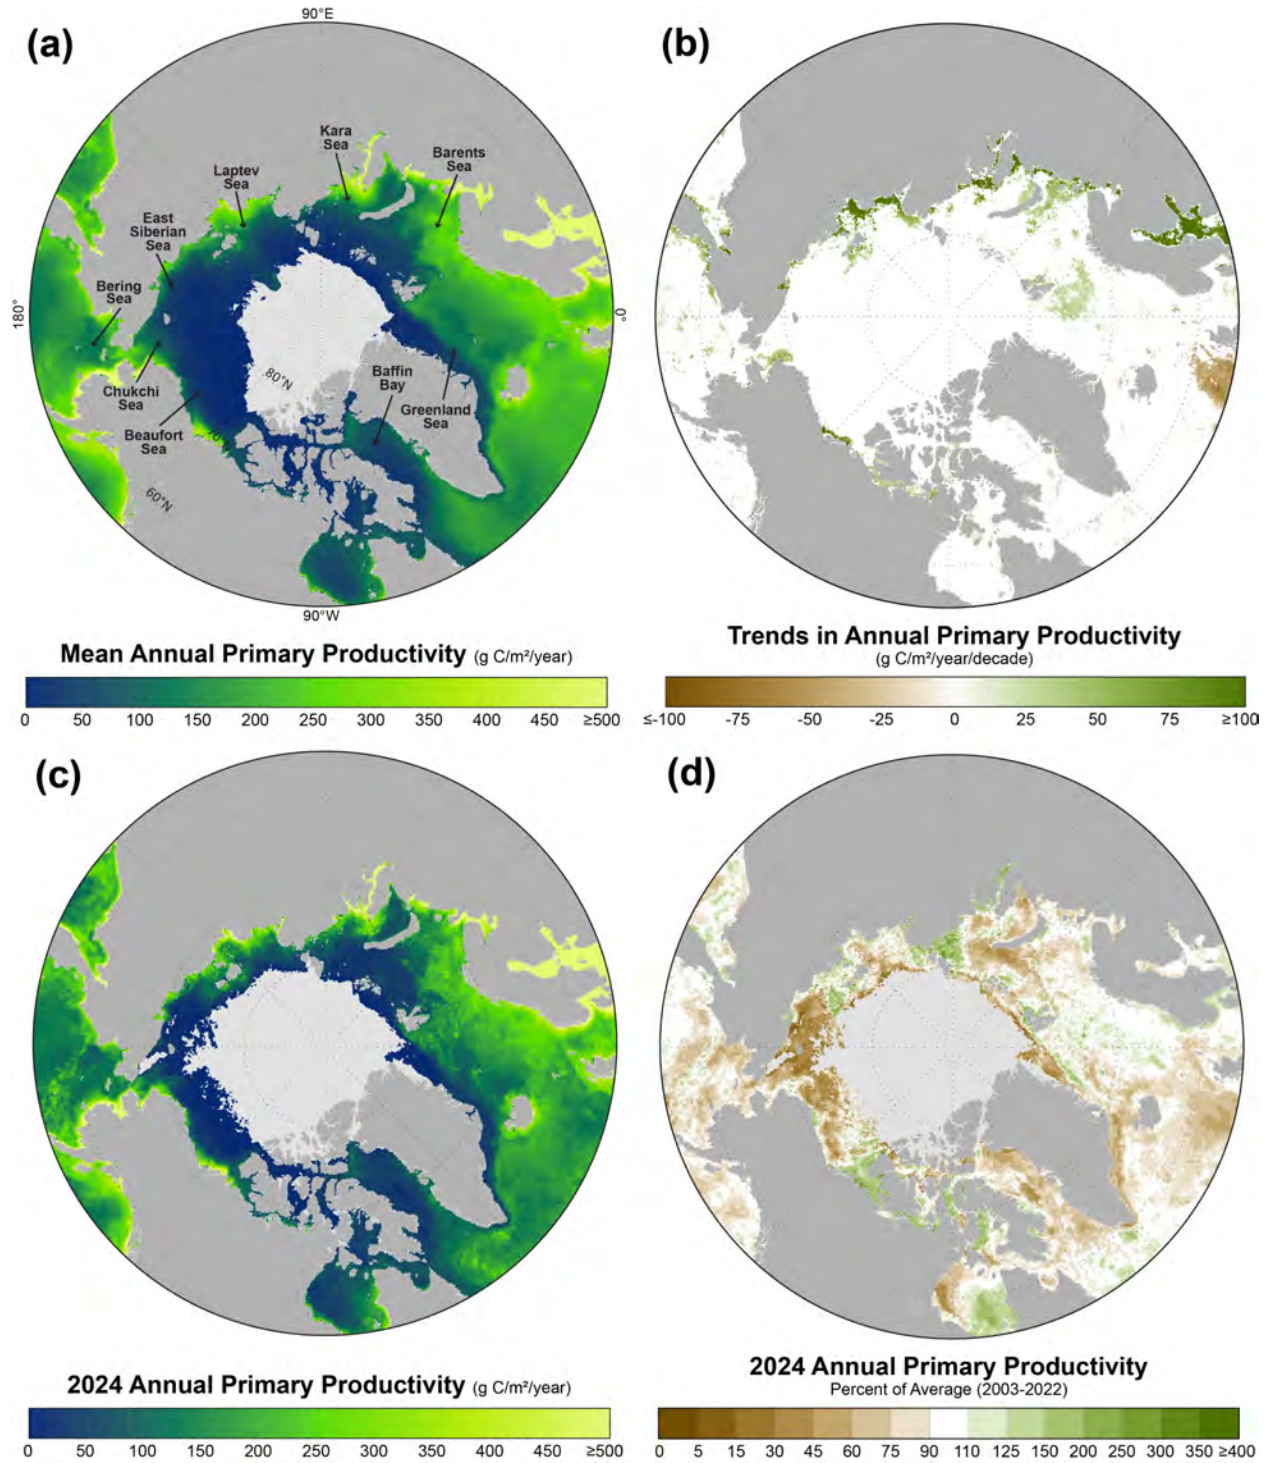 (a)
90°E
Kara
Sea
Barents
Sea
Laptev
Sea
East
Siberian
Sea
Bering
Sea
180°
0°
80°N
Baffin
Bay
Chukchi
Sea
Greenland
Sea
Beaufort
Sea
70°N
60°N
90°W
Mean Annual Primary Productivity (g C/m²/year)
0 50 100 150 200 250 300 350 400 450 ≥500
(b)
Trends in Annual Primary Productivity
(g C/m²/year/decade)
≤-100 -75 -50 -25 0 25 50 75 ≥100
(c)
2024 Annual Primary Productivity (g C/m²/year)
0 50 100 150 200 250 300 350 400 450 ≥500
(d)
2024 Annual Primary Productivity
Percent of Average (2003-2022)
0 5 15 30 45 60 75 90 110 125 150 200 250 300 350 ≥400